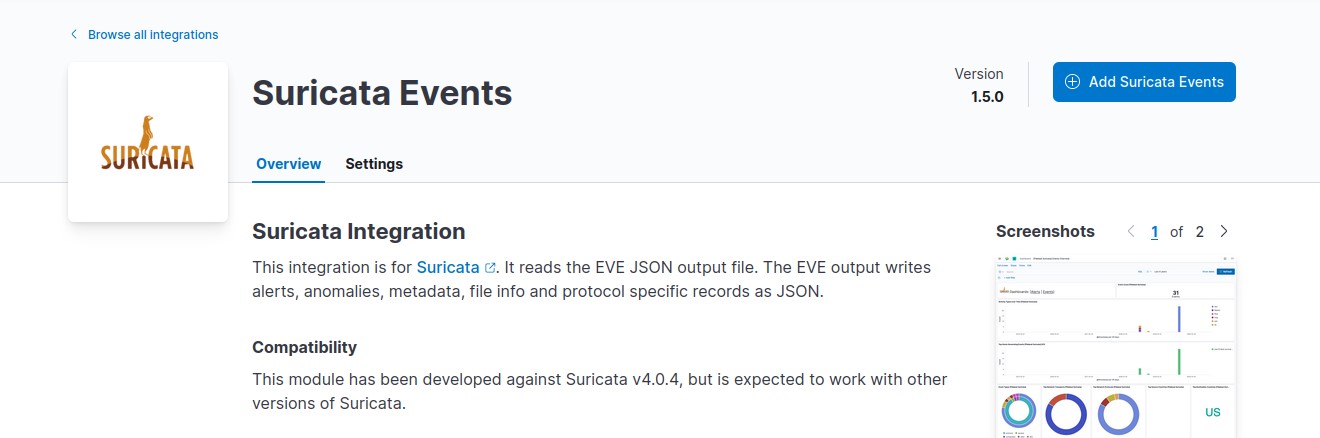 Browse all integrations
SURICATA
Suricata Events
Version
1.5.0
Add Suricata Events
Overview
Settings
Suricata Integration
This integration is for Suricata. It reads the EVE JSON output file. The EVE output writes
alerts, anomalies, metadata, file info and protocol specific records as JSON.
Compatibility
This module has been developed against Suricata v4.0.4, but is expected to work with other
versions of Suricata.
Screenshots
1 of 2
31
US